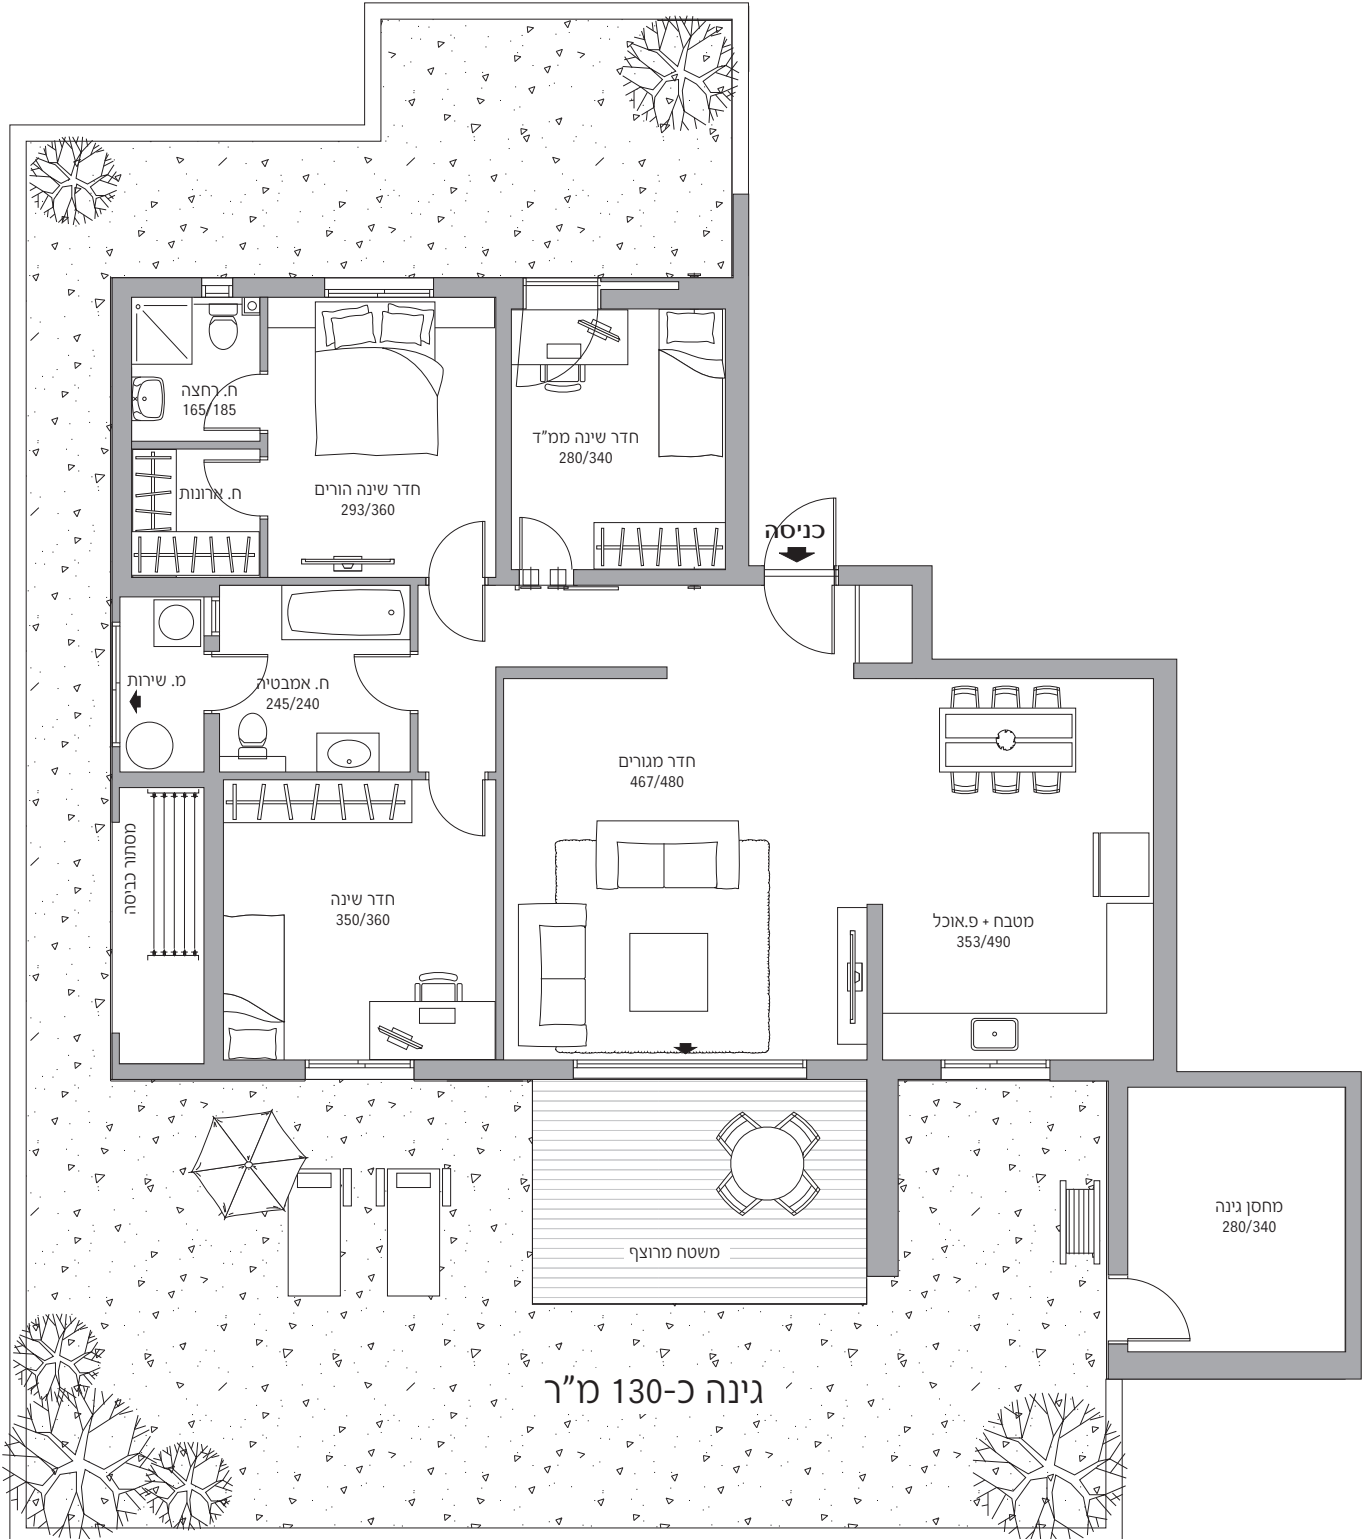 ח. רחצה
165/185
חדר שינה ממ"ד
280/340
ח. ארונות
חדר שינה הורים
293/360
כניסה
מ. שירות
ח. אמבטיה
245/240
חדר מגורים
467/480
מסתור כביסה
חדר שינה
350/360
מטבח + פ.אוכל
353/490
מחסן גינה
280/340
משטח מרוצף
גינה כ-130 מ"ר